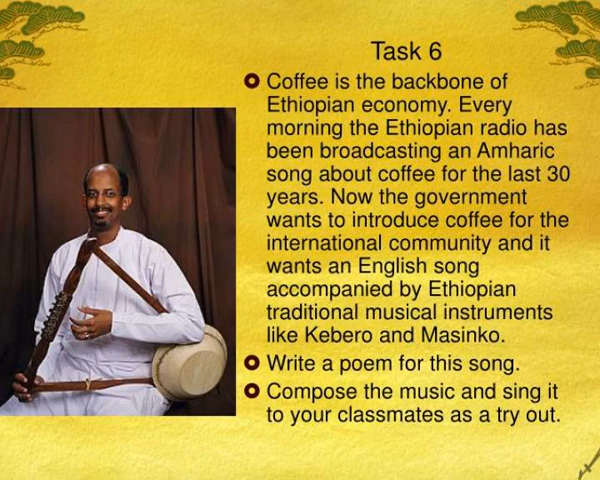 Task 6
Coffee is the backbone of
Ethiopian economy. Every
morning the Ethiopian radio has
been broadcasting an Amharic
song about coffee for the last 30
years. Now the government
wants to introduce coffee for the
international community and it
wants an English song
accompanied by Ethiopian
traditional musical instruments
like Kebero and Masinko.
Write a poem for this song.
Compose the music and sing it
to your classmates as a try out.